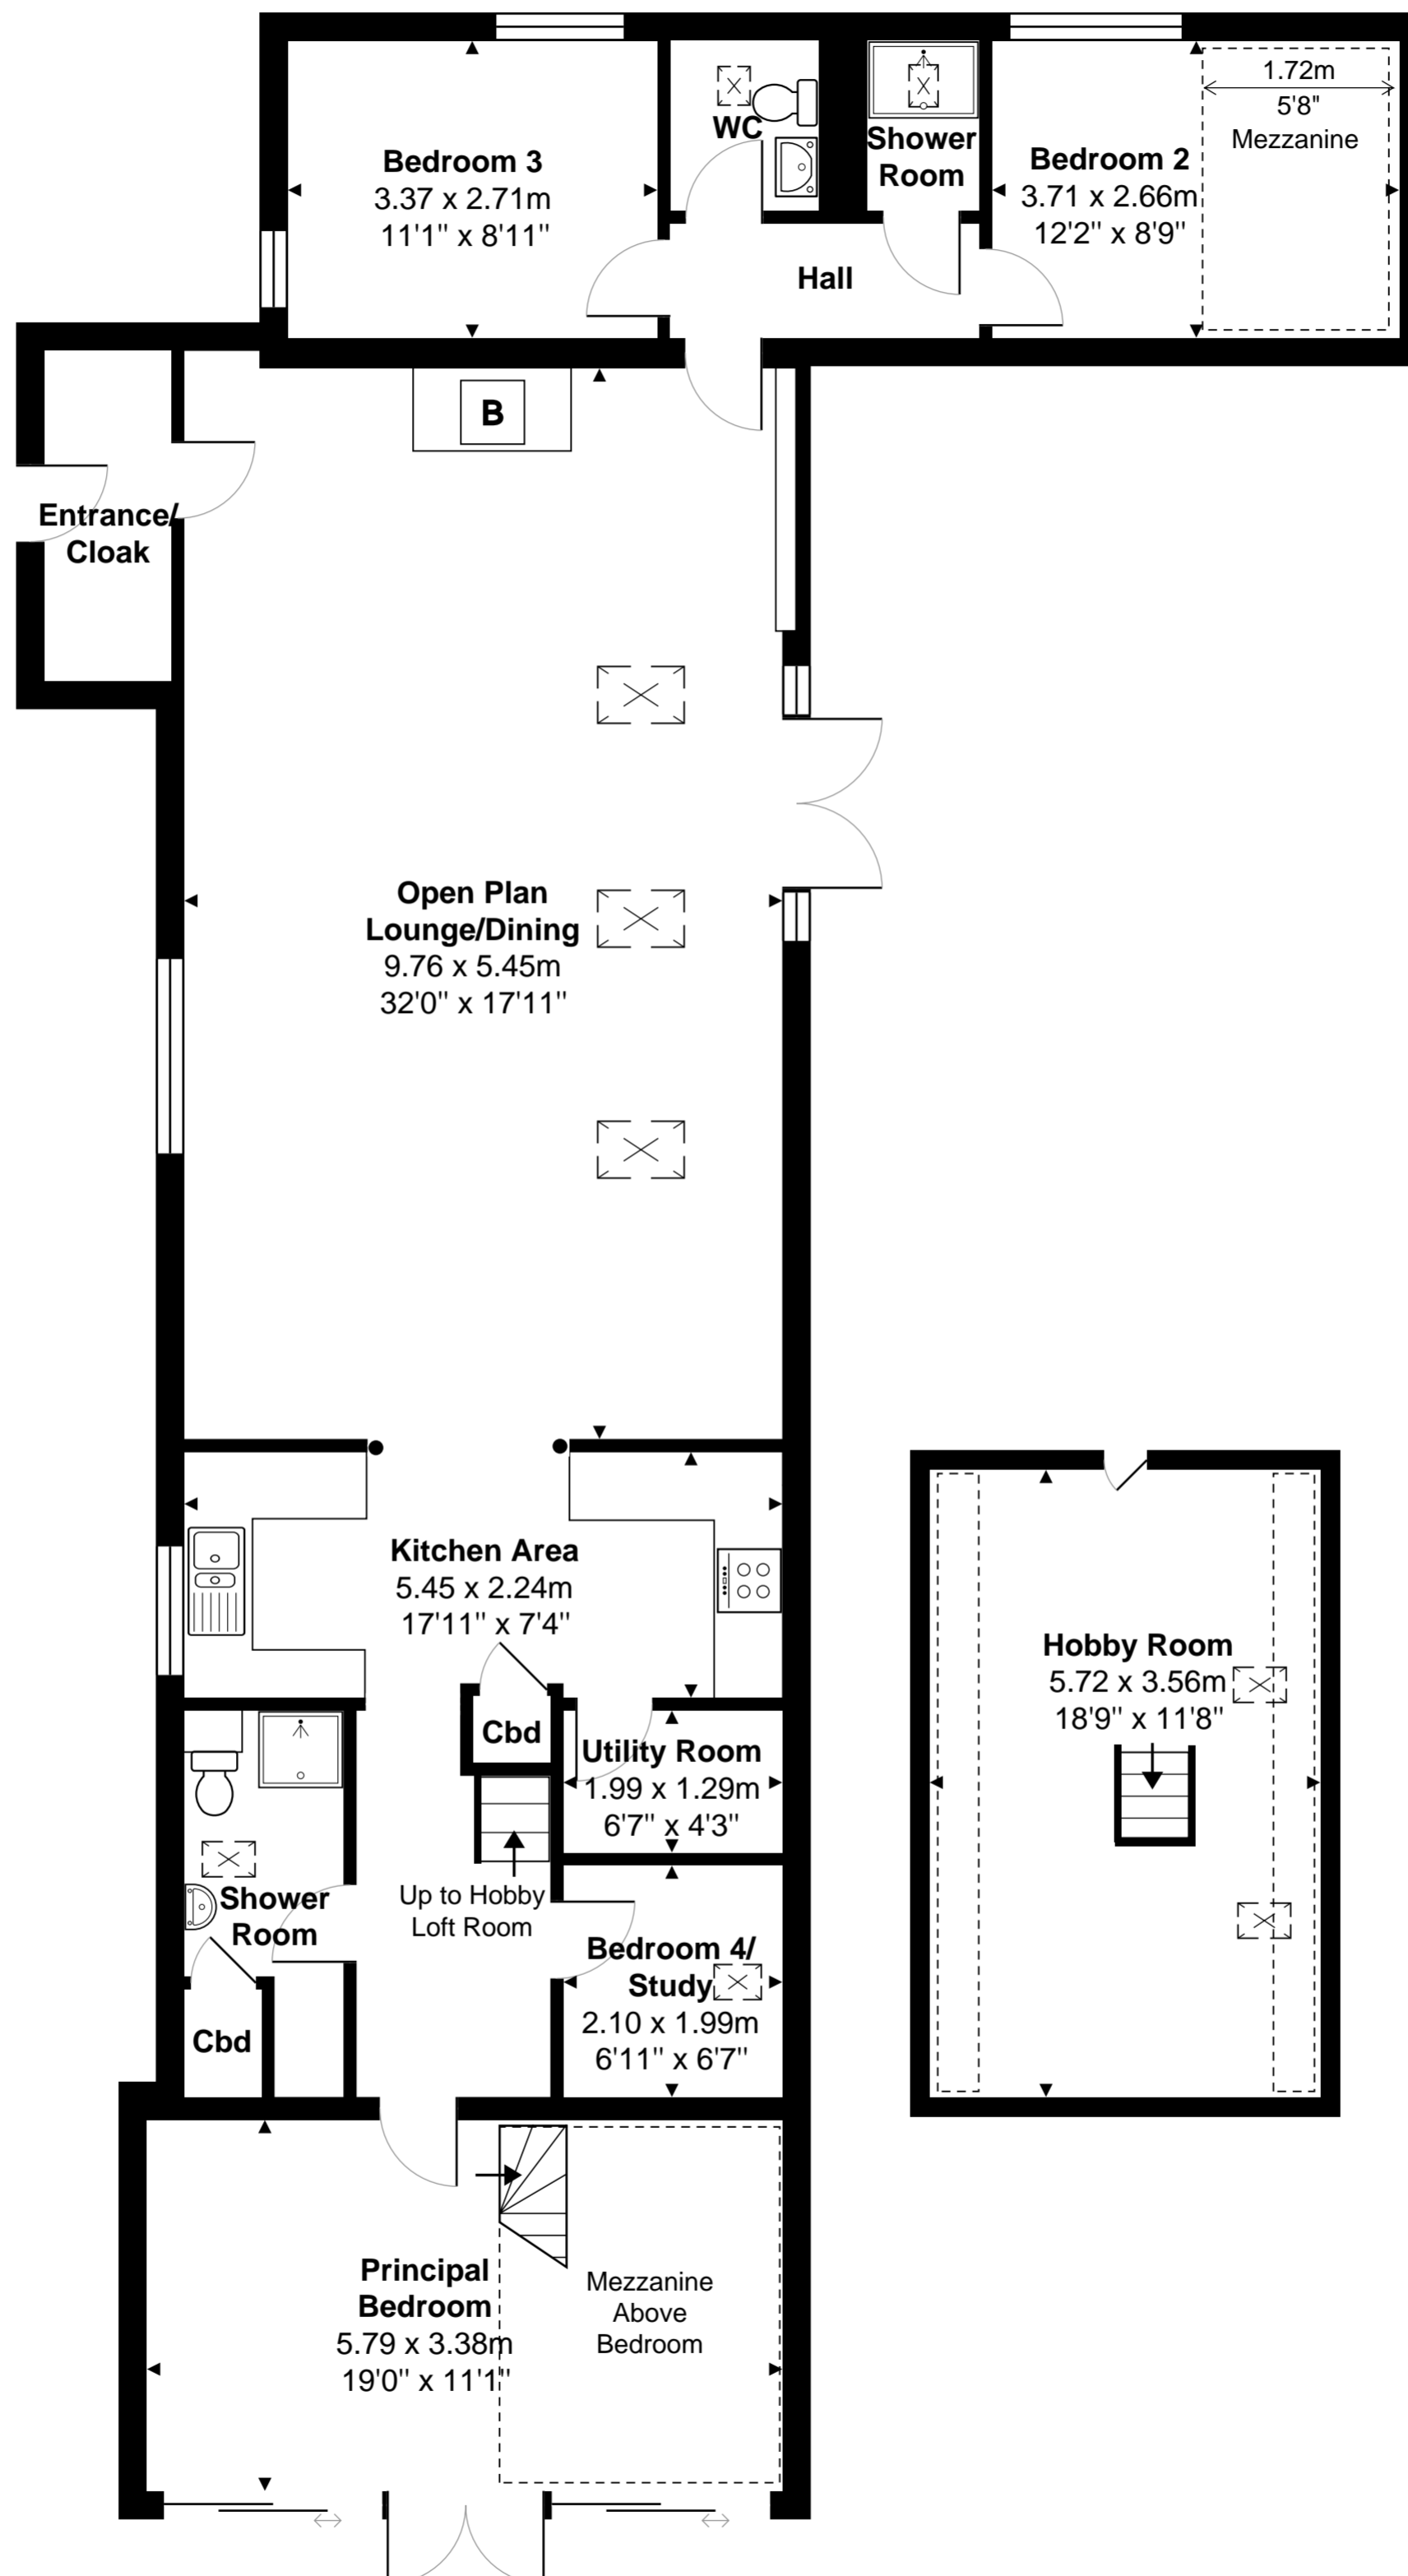 Bedroom 3
3.37 x 2.71m
11'1" x 8'11"
WC
Shower
Room
Bedroom 2
3.71 x 2.66m
12'2" x 8'9"
1.72m
5'8"
Mezzanine
Hall
B
Entrance/
Cloak
Open Plan
Lounge/Dining
9.76 x 5.45m
32'0" x 17'11"
Kitchen Area
5.45 x 2.24m
17'11" x 7'4"
Cbd
Utility Room
1.99 x 1.29m
6'7" x 4'3"
Up to Hobby
Loft Room
Shower
Room
Cbd
Bedroom 4/
Study
2.10 x 1.99m
6'11" x 6'7"
Hobby Room
5.72 x 3.56m
18'9" x 11'8"
Principal
Bedroom
5.79 x 3.38m
19'0" x 11'1"
Mezzanine
Above
Bedroom